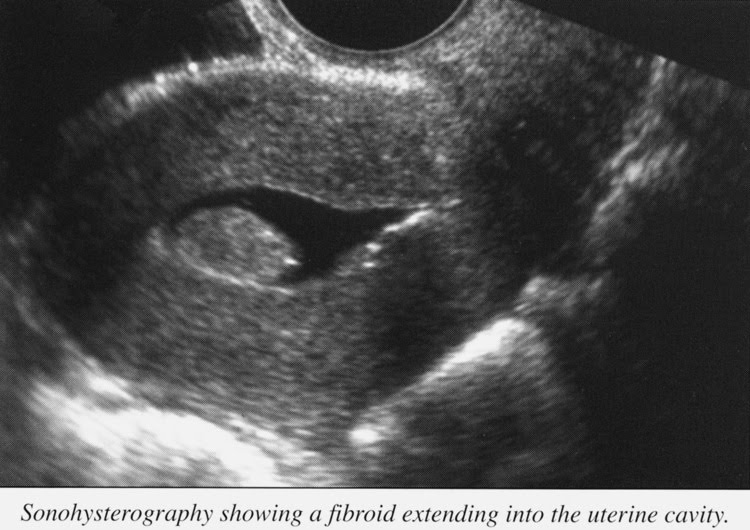 Sonohysterography showing a fibroid extending into the uterine cavity.